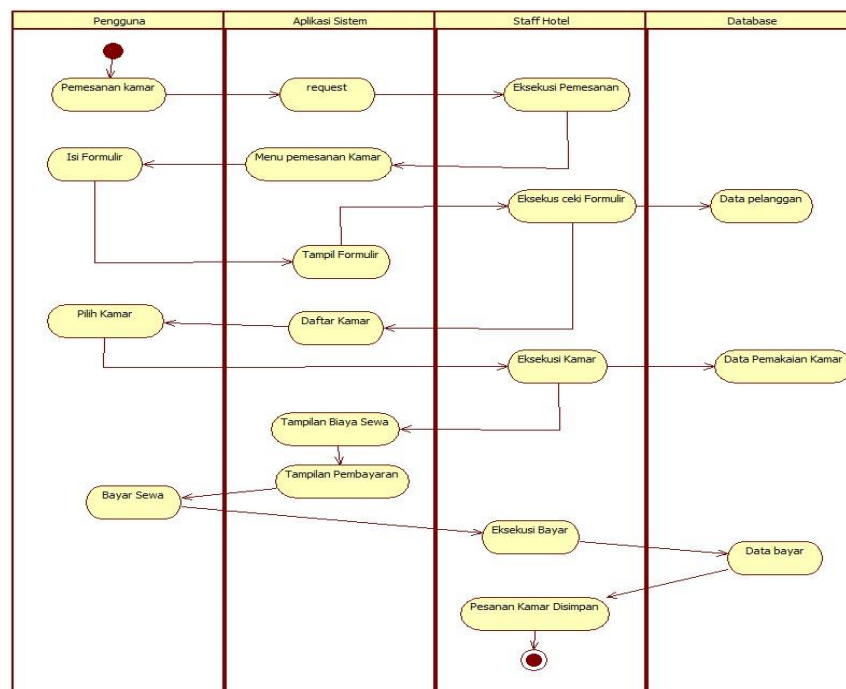 Pengguna
Aplikasi Sistem
Staff Hotel
Database
Pemesanan kamar
request
Eksekusi Pemesanan
Isi Formulir
Menu pemesanan Kamar
Eksekus ceki Formulir
Data pelanggan
Tampil Formulir
Pilih Kamar
Daftar Kamar
Eksekusi Kamar
Data Pemakaian Kamar
Tampilan Biaya Sewa
Tampilan Pembayaran
Bayar Sewa
Eksekusi Bayar
Data bayar
Pesanan Kamar Disimpan